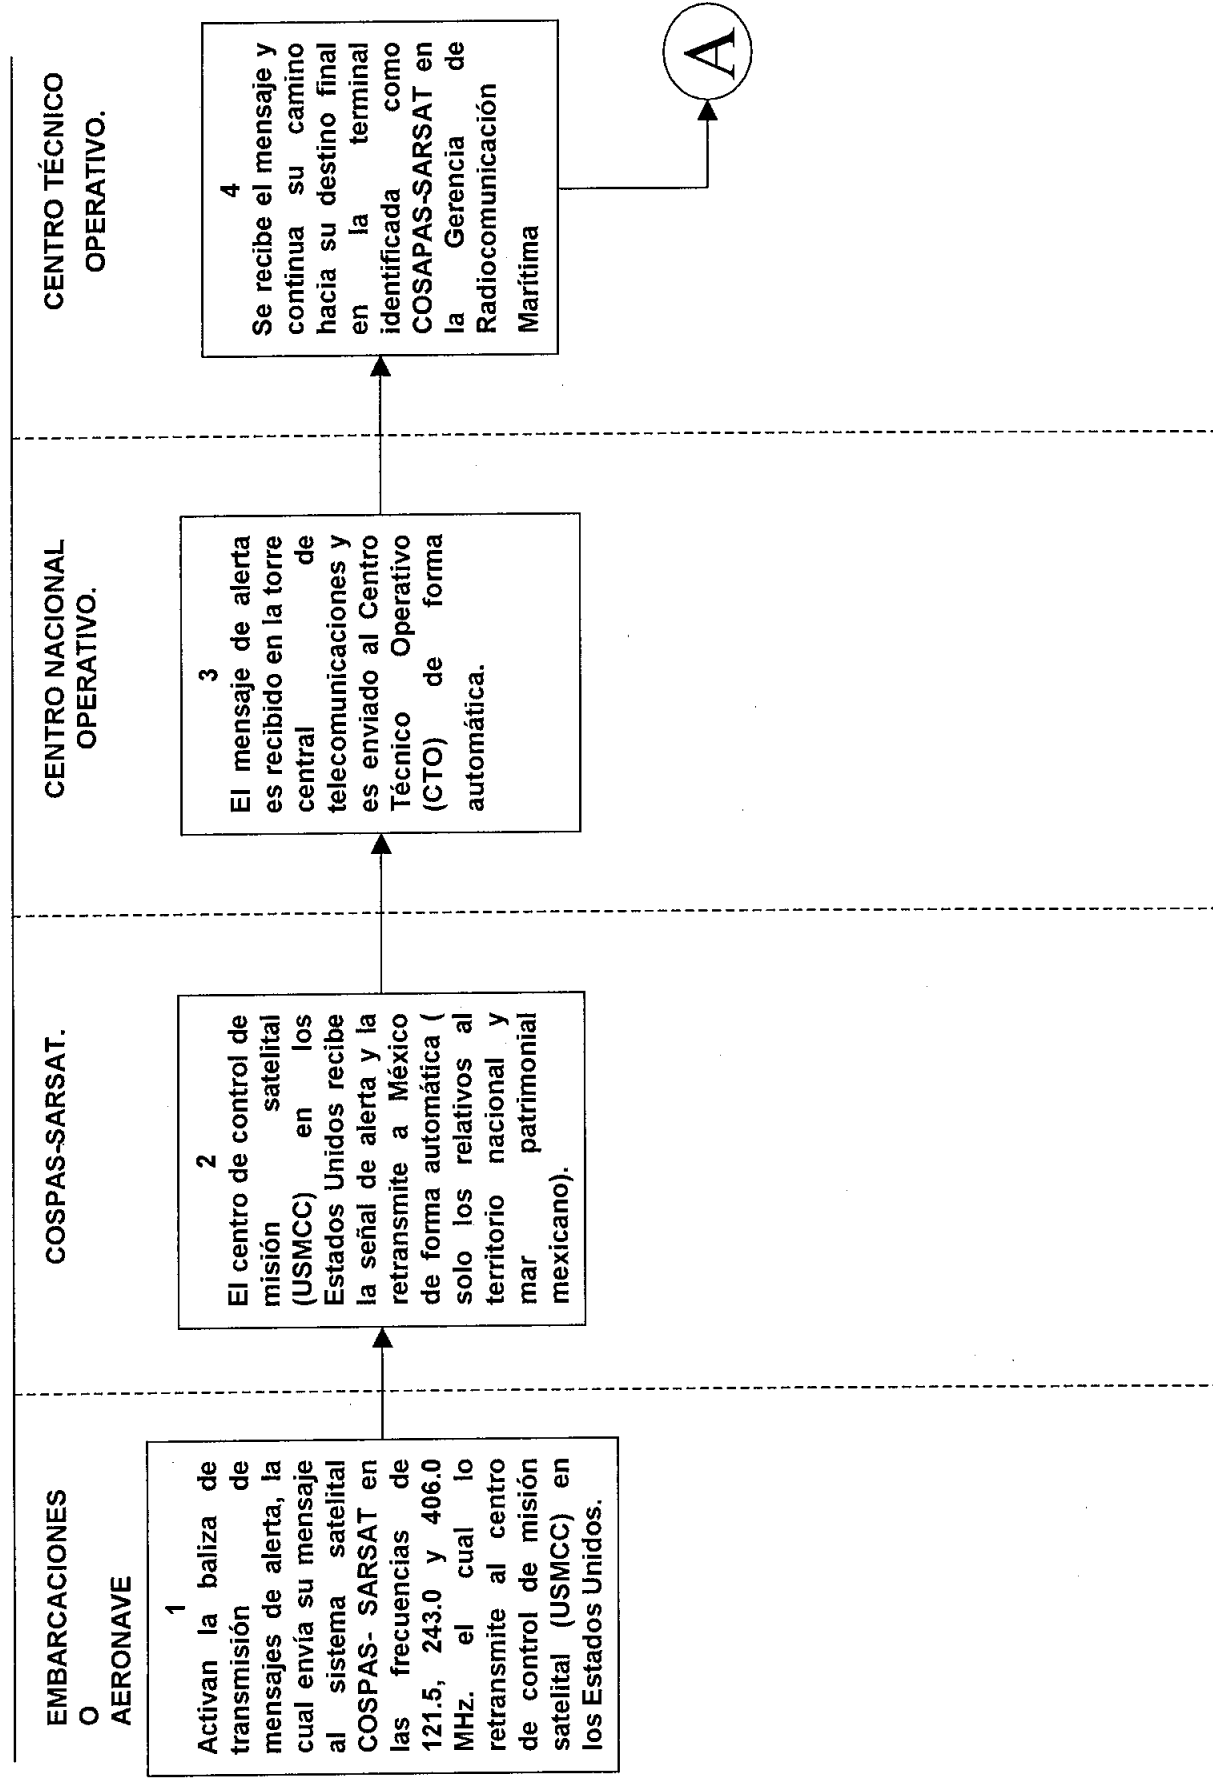 EMBARCACIONES
O
AERONAVE
COSPAS-SARSAT.
CENTRO NACIONAL
OPERATIVO.
CENTRO TÉCNICO
OPERATIVO.
1
Activan la baliza de
transmisión de
mensajes de alerta, la
cual envía su mensaje
al sistema satelital
COSPAS- SARSAT en
las frecuencias de
121.5, 243.0 y 406.0
MHz. el cual lo
retransmite al centro
de control de misión
satelital (USMCC) en
los Estados Unidos.
2
El centro de control de
misión satelital
(USMCC) en los
Estados Unidos recibe
la señal de alerta y la
retransmite a México
de forma automática (
solo los relativos al
territorio nacional y
mar patrimonial
mexicano).
3
El mensaje de alerta
es recibido en la torre
central de
telecomunicaciones y
es enviado al Centro
Técnico Operativo
(CTO) de forma
automática.
4
Se recibe el mensaje y
continua su camino
hacia su destino final
en la terminal
identificada como
COSAPAS-SARSAT en
la Gerencia de
Radiocomunicación
Marítima
A